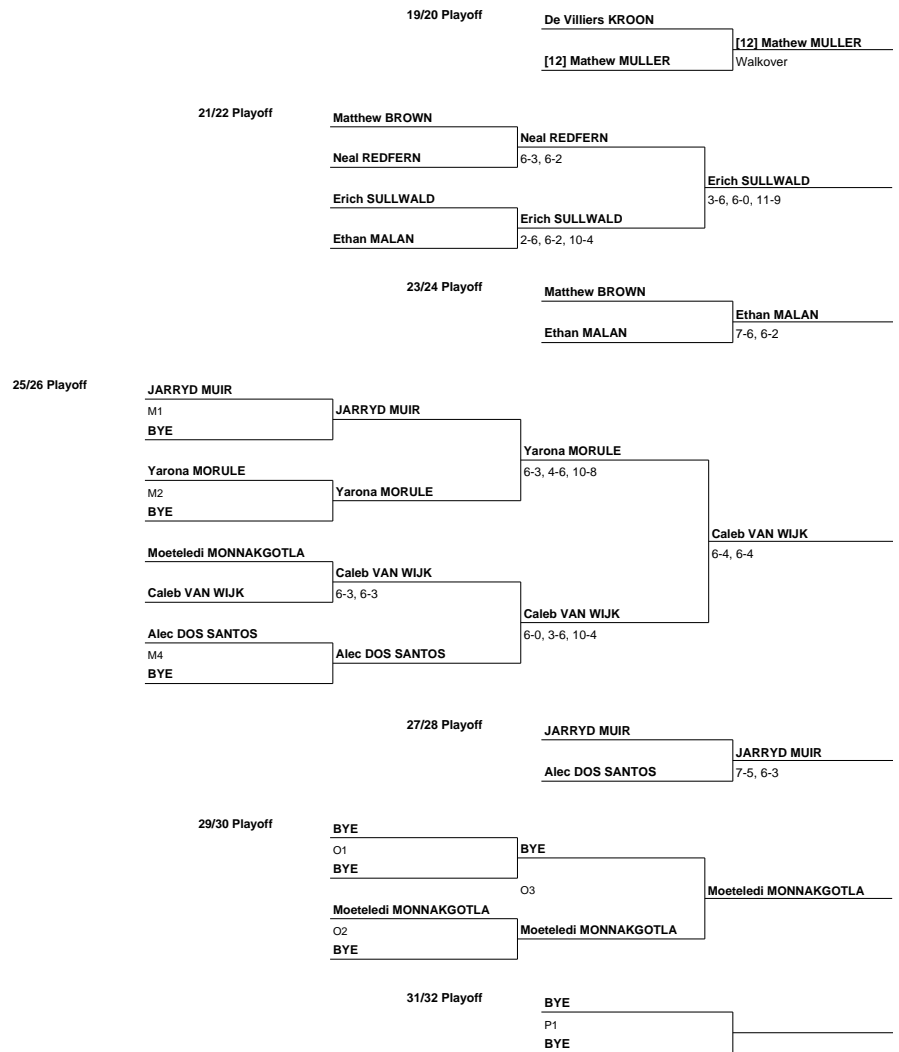 19/20 Playoff
De Villiers KROON
[12] Mathew MULLER
[12] Mathew MULLER
Walkover
21/22 Playoff
Matthew BROWN
Neal REDFERN
Neal REDFERN
6-3, 6-2
Erich SULLWALD
3-6, 6-0, 11-9
Erich SULLWALD
Erich SULLWALD
Ethan MALAN
2-6, 6-2, 10-4
23/24 Playoff
Matthew BROWN
Ethan MALAN
Ethan MALAN
7-6, 6-2
25/26 Playoff
JARRYD MUIR
M1
JARRYD MUIR
BYE
Yarona MORULE
6-3, 4-6, 10-8
Yarona MORULE
M2
Yarona MORULE
BYE
Caleb VAN WIJK
6-4, 6-4
Moeteledi MONNAKGOTLA
Caleb VAN WIJK
Caleb VAN WIJK
6-3, 6-3
Caleb VAN WIJK
6-0, 3-6, 10-4
Alec DOS SANTOS
M4
Alec DOS SANTOS
BYE
27/28 Playoff
JARRYD MUIR
JARRYD MUIR
Alec DOS SANTOS
7-5, 6-3
29/30 Playoff
BYE
O1
BYE
BYE
O3
Moeteledi MONNAKGOTLA
Moeteledi MONNAKGOTLA
O2
Moeteledi MONNAKGOTLA
BYE
31/32 Playoff
BYE
P1
BYE